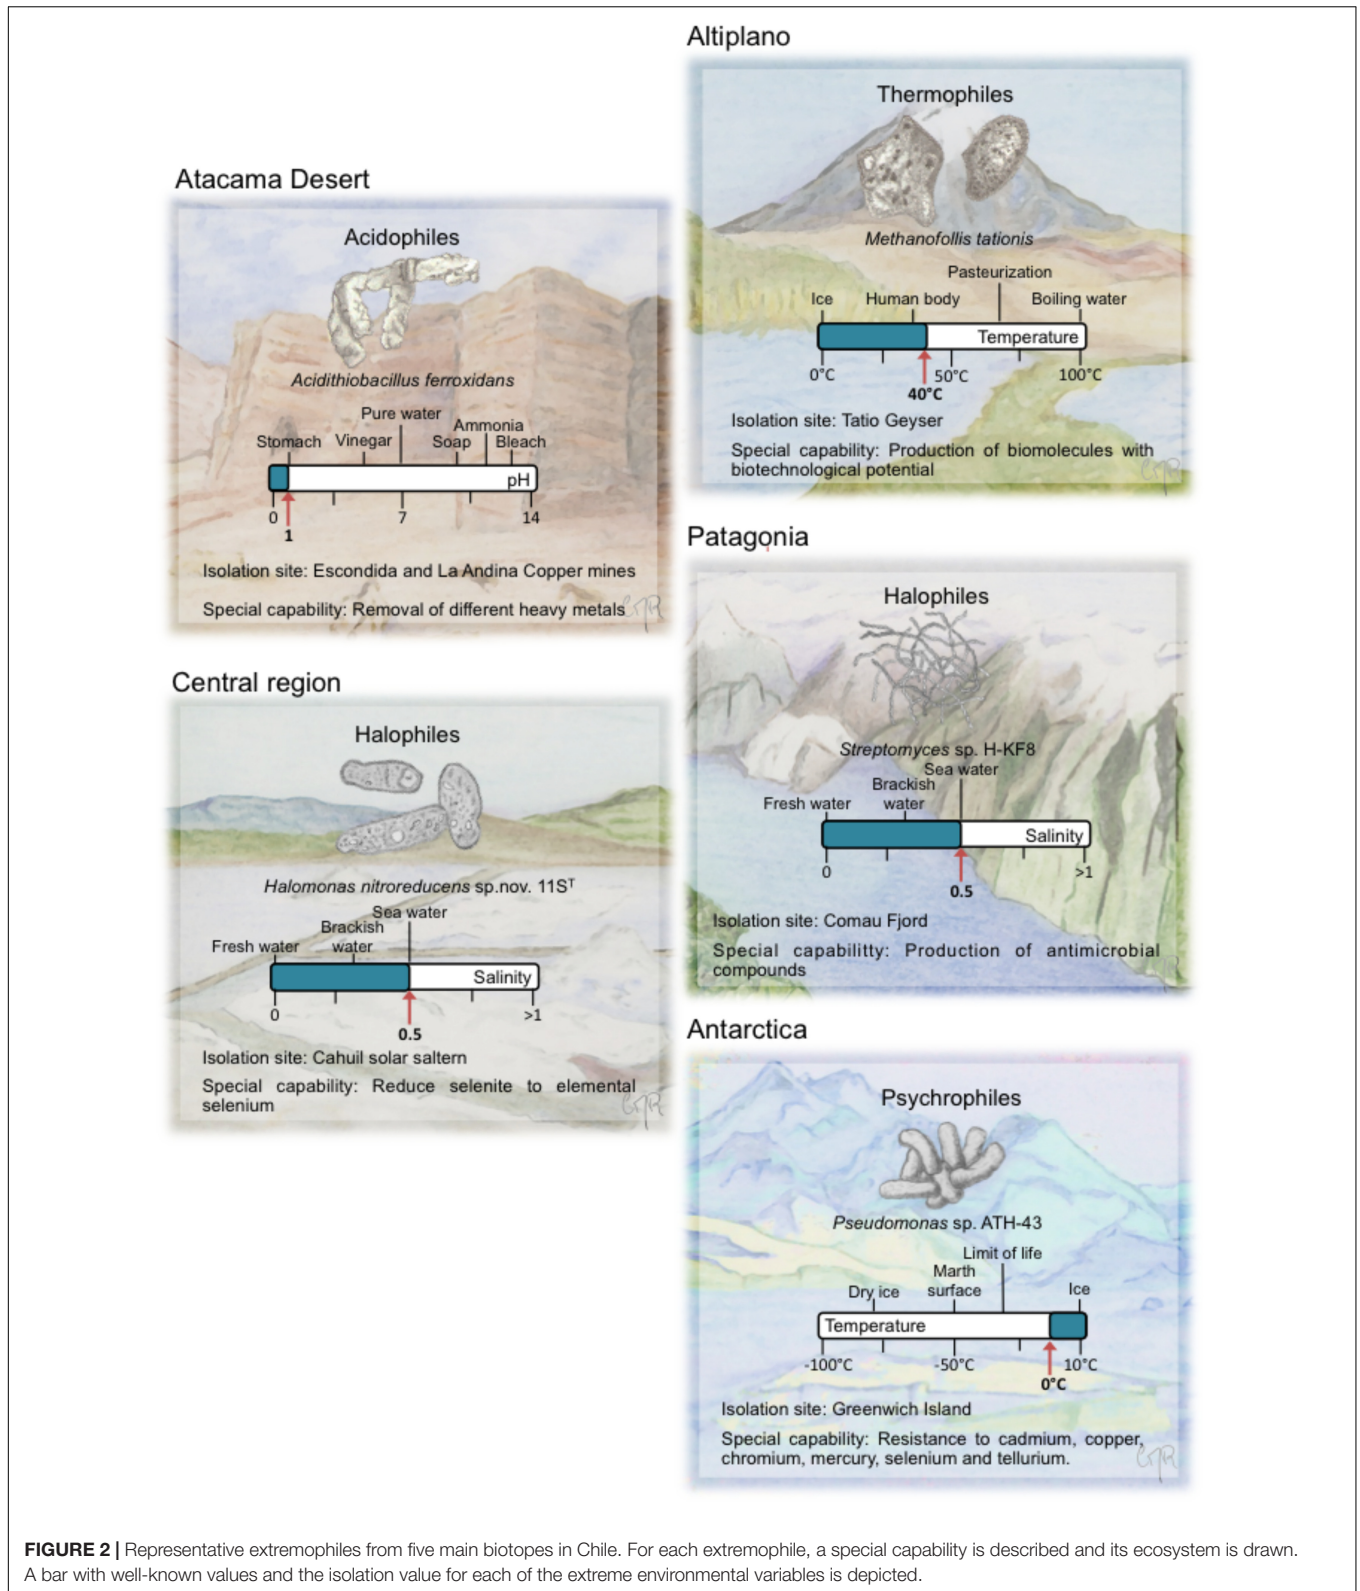 Atacama Desert
Acidophiles
Acidithiobacillus ferroxidans
Pure water
Ammonia
Stomach Vinegar Soap Bleach
pH
0 7 14
1
Isolation site: Escondida and La Andina Copper mines
Special capability: Removal of different heavy metals
Central region
Halophiles
Halomonas nitroreducens sp.nov. 11Sᵀ
Sea water
Brackish
Fresh water water
Salinity
0 >1
0.5
Isolation site: Cahuil solar saltern
Special capability: Reduce selenite to elemental
selenium
Altiplano
Thermophiles
Methanofollis tationis
Pasteurization
Ice Human body Boiling water
Temperature
0°C 50°C 100°C
40°C
Isolation site: Tatio Geyser
Special capability: Production of biomolecules with
biotechnological potential
Patagonia
Halophiles
Streptomyces sp. H-KF8
Sea water
Brackish
Fresh water water
Salinity
0 >1
0.5
Isolation site: Comau Fjord
Special capabilitty: Production of antimicrobial
compounds
Antarctica
Psychrophiles
Pseudomonas sp. ATH-43
Limit of life
Marth
Dry ice surface Ice
Temperature
-100°C -50°C 10°C
0°C
Isolation site: Greenwich Island
Special capability: Resistance to cadmium, copper,
chromium, mercury, selenium and tellurium.
FIGURE 2 | Representative extremophiles from five main biotopes in Chile. For each extremophile, a special capability is described and its ecosystem is drawn.
A bar with well-known values and the isolation value for each of the extreme environmental variables is depicted.